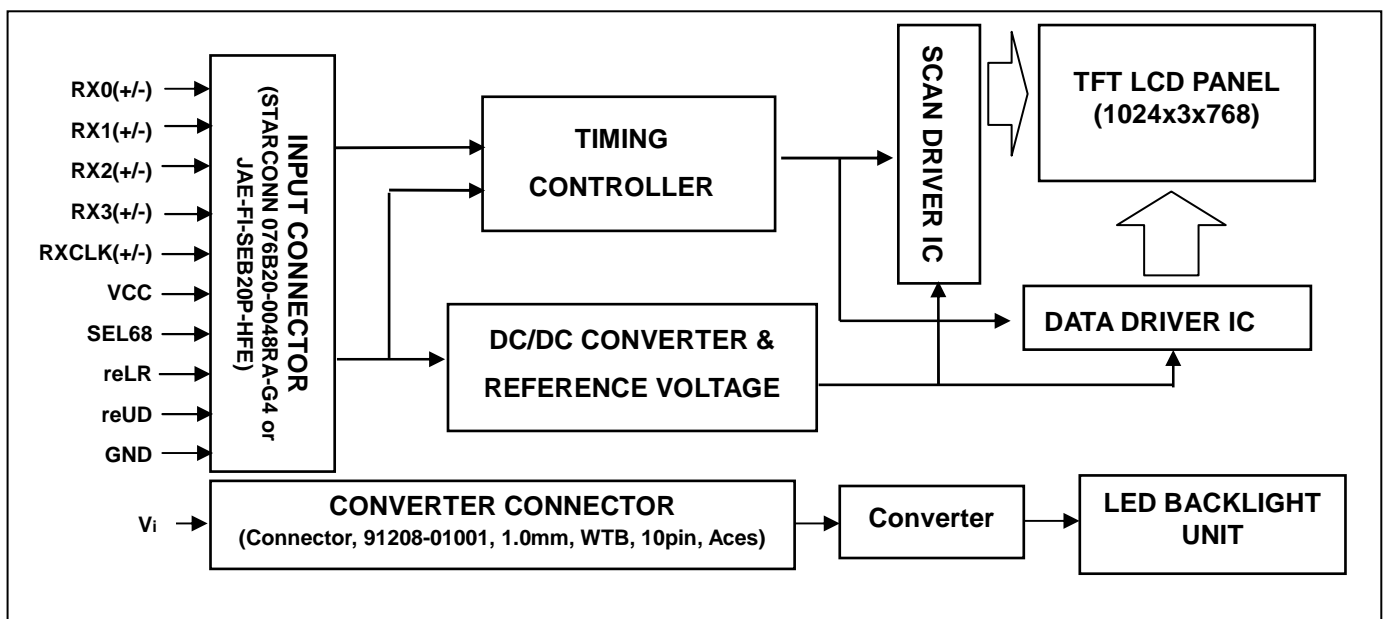 RX0(+/-)
RX1(+/-)
RX2(+/-)
RX3(+/-)
RXCLK(+/-)
VCC
SEL68
reLR
reUD
GND
INPUT CONNECTOR
(STARCONN 076B20-0048RA-G4 or
JAE-FI-SEB20P-HFE)
TIMING
CONTROLLER
DC/DC CONVERTER &
REFERENCE VOLTAGE
SCAN DRIVER IC
TFT LCD PANEL
(1024x3x768)
DATA DRIVER IC
Vi
CONVERTER CONNECTOR
(Connector, 91208-01001, 1.0mm, WTB, 10pin, Aces)
Converter
LED BACKLIGHT
UNIT